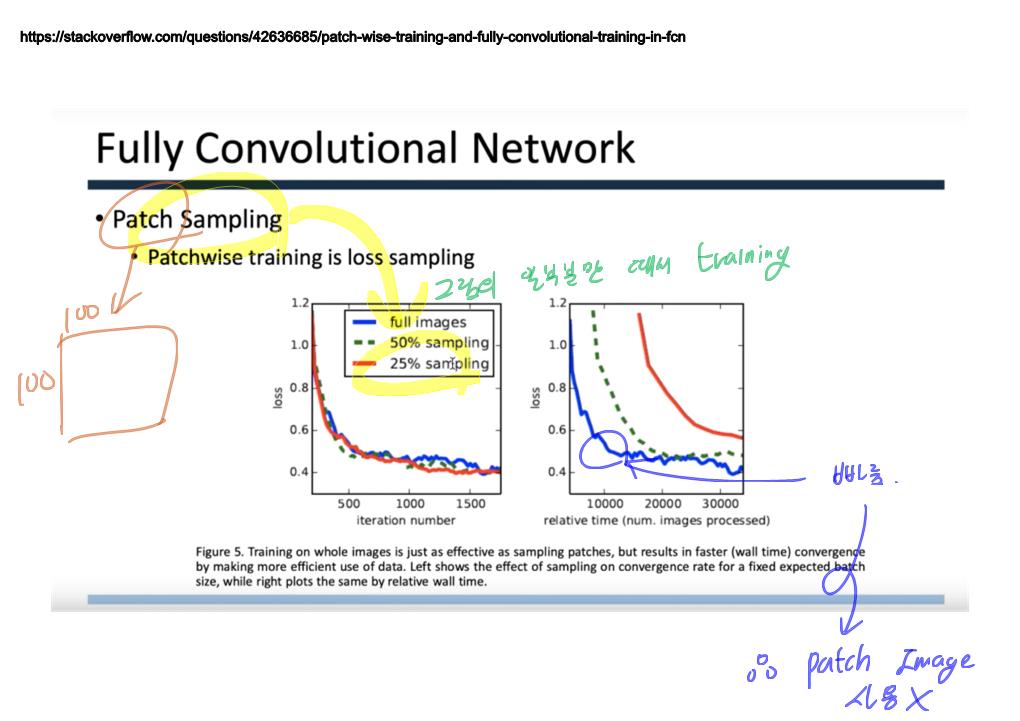 https://stackoverflow.com/questions/42636685/patch-wise-training-and-fully-convolutional-training-in-fcn
Fully Convolutional Network
• Patch Sampling
• Patchwise training is loss sampling
그림의 일부분만 떼서 training
100
100
1.2
1.0
0.8
0.6
0.4
loss
full images
50% sampling
25% sampling
500 1000 1500
iteration number
1.2
1.0
0.8
0.6
0.4
loss
10000 20000 30000
relative time (num. images processed)
빠름.
Figure 5. Training on whole images is just as effective as sampling patches, but results in faster (wall time) convergence
by making more efficient use of data. Left shows the effect of sampling on convergence rate for a fixed expected batch
size, while right plots the same by relative wall time.
∴ patch Image
사용 X